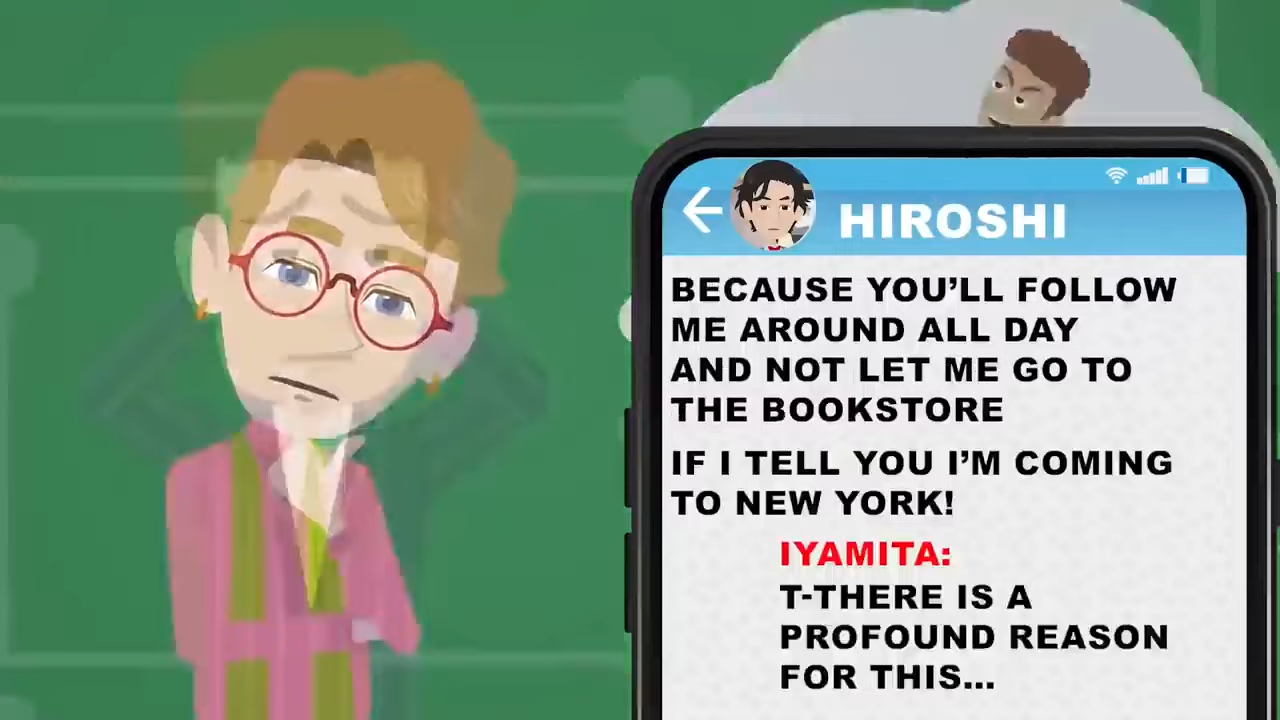 HIROSHI
BECAUSE YOU'LL FOLLOW
ME AROUND ALL DAY
AND NOT LET ME GO TO
THE BOOKSTORE
IF I TELL YOU I'M COMING
TO NEW YORK!
IYAMITA:
T-THERE IS A
PROFOUND REASON
FOR THIS...